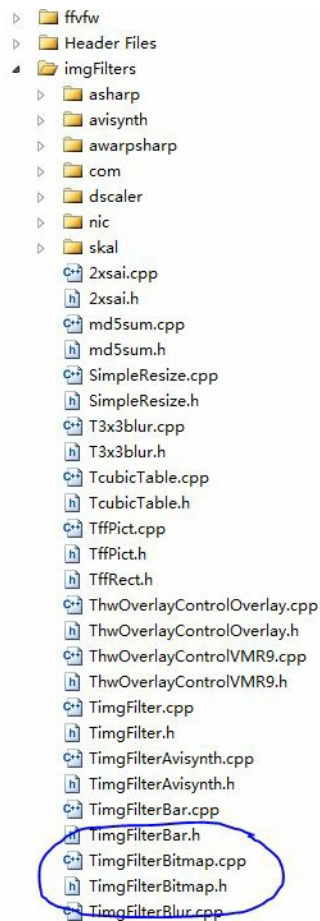 ffvfw
Header Files
imgFilters
asharp
avisynth
awarpsharp
com
dscaler
nic
skal
2xsai.cpp
2xsai.h
md5sum.cpp
md5sum.h
SimpleResize.cpp
SimpleResize.h
T3x3blur.cpp
T3x3blur.h
TcubicTable.cpp
TcubicTable.h
TffPict.cpp
TffPict.h
TffRect.h
ThwOverlayControlOverlay.cpp
ThwOverlayControlOverlay.h
ThwOverlayControlVMR9.cpp
ThwOverlayControlVMR9.h
TimgFilter.cpp
TimgFilter.h
TimgFilterAvisynth.cpp
TimgFilterAvisynth.h
TimgFilterBar.cpp
TimgFilterBar.h
TimgFilterBitmap.cpp
TimgFilterBitmap.h
TimgFilterBlur.cpp